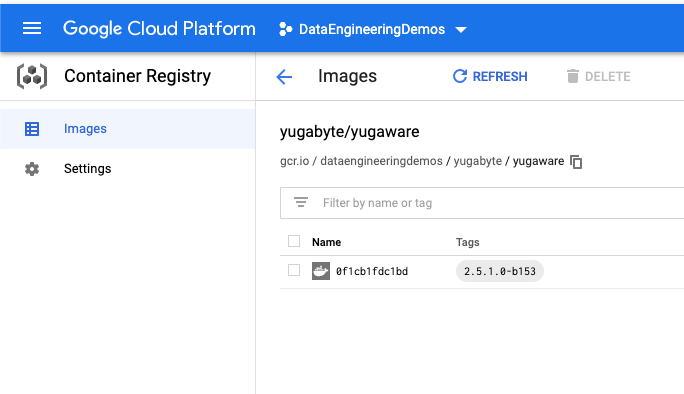 Google Cloud Platform DataEngineeringDemos
Container Registry
Images REFRESH DELETE
Images
Settings
yugabyte/yugaware
gcr.io / dataengineeringdemos / yugabyte / yugaware
Filter by name or tag
Name Tags
0f1cb1fdc1bd 2.5.1.0-b153